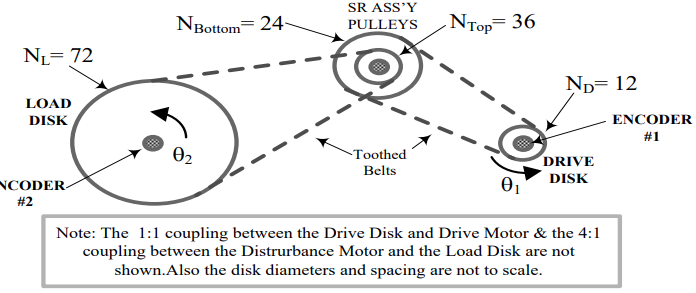 SR ASS'Y
PULLEYS
NBottom= 24
NTop= 36
NL= 72
ND= 12
LOAD
DISK
ENCODER
#1
θ2
Toothed
Belts
DRIVE
DISK
θ1
NCODER
#2
Note: The 1:1 coupling between the Drive Disk and Drive Motor & the 4:1
coupling between the Distrurbance Motor and the Load Disk are not
shown.Also the disk diameters and spacing are not to scale.